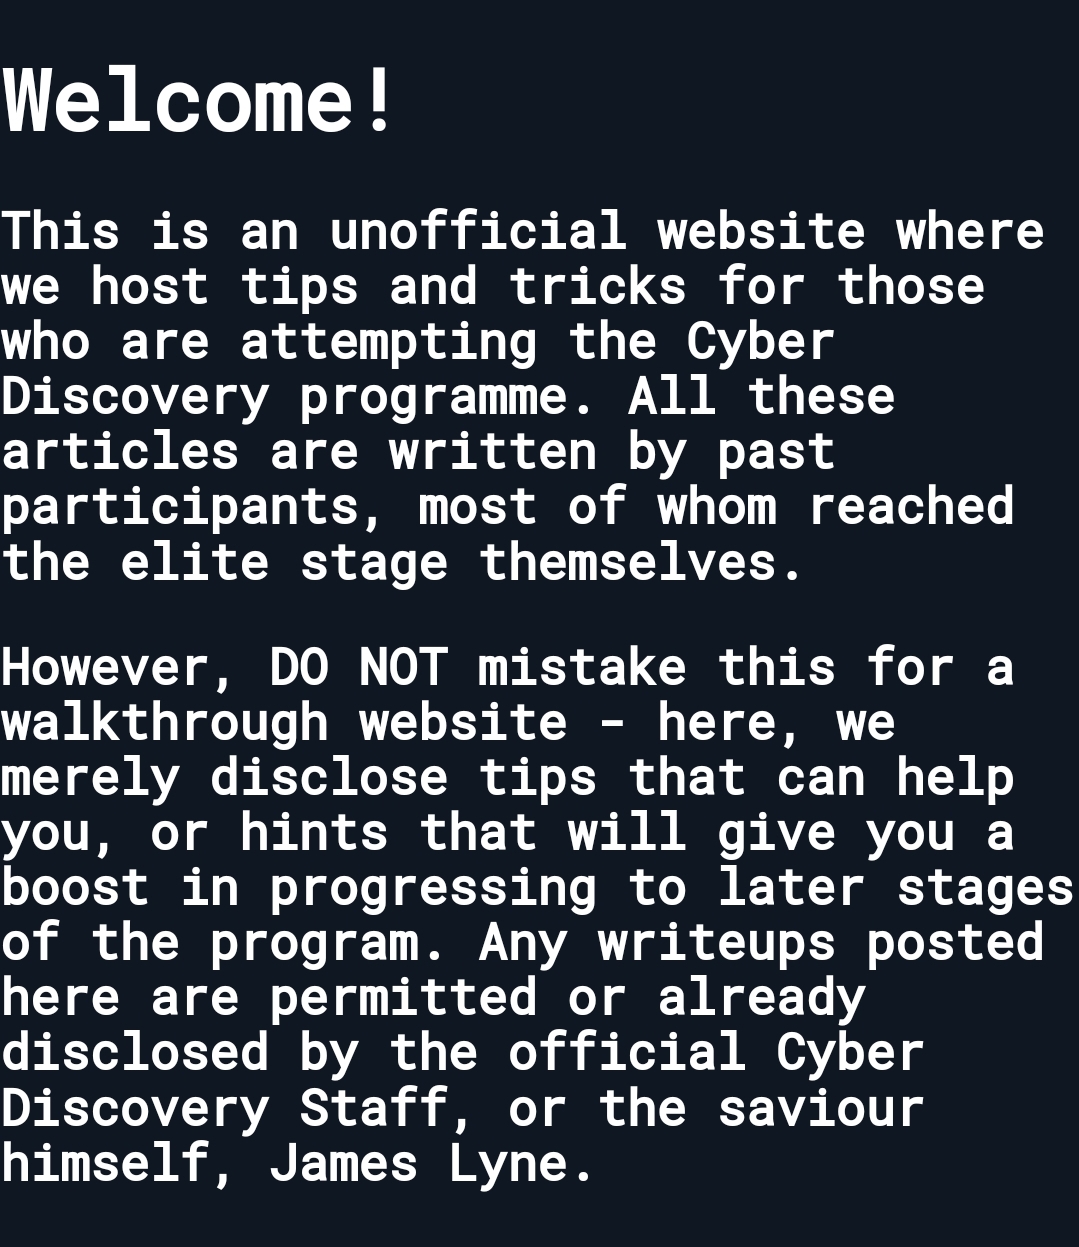 Welcome!
This is an unofficial website where
we host tips and tricks for those
who are attempting the Cyber
Discovery programme. All these
articles are written by past
participants, most of whom reached
the elite stage themselves.
However, DO NOT mistake this for a
walkthrough website - here, we
merely disclose tips that can help
you, or hints that will give you a
boost in progressing to later stages
of the program. Any writeups posted
here are permitted or already
disclosed by the official Cyber
Discovery Staff, or the saviour
himself, James Lyne.